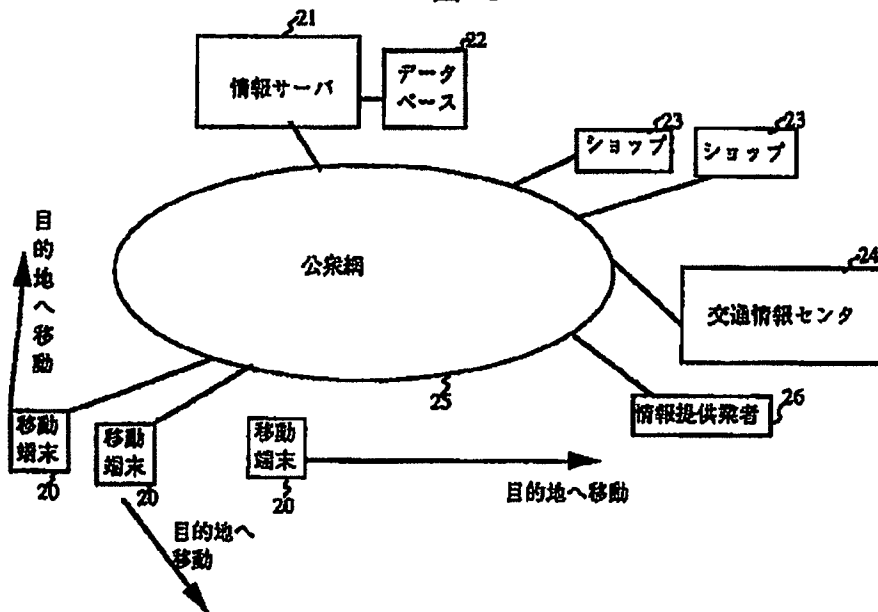 21
情報サーバ
22
データ
ベース
23
ショップ
23
ショップ
目的地へ移動
公衆網
24
交通情報センタ
25
情報提供業者
26
移動
端末
20
移動
端末
20
移動
端末
20
目的地へ移動
目的地へ
移動